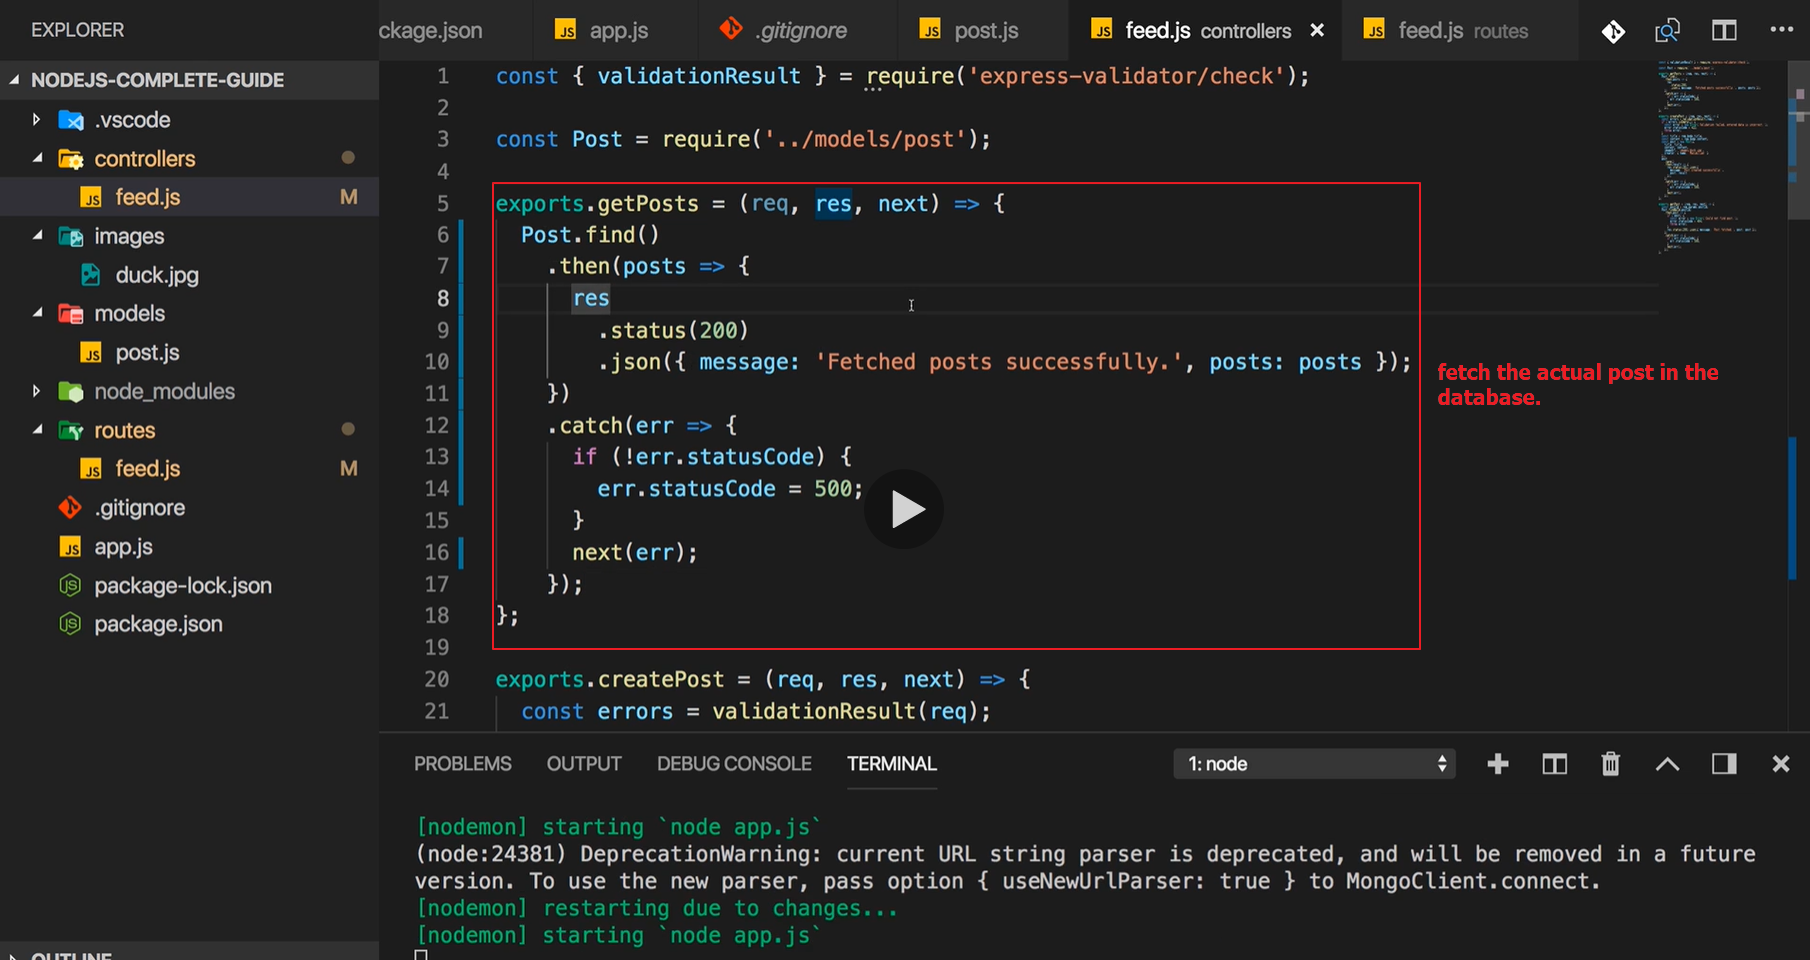 EXPLORER
ckage.json
app.js
.gitignore
post.js
feed.js controllers
feed.js routes
NODEJS-COMPLETE-GUIDE
.vscode
controllers
feed.js M
images
duck.jpg
models
post.js
node_modules
routes
feed.js M
.gitignore
app.js
package-lock.json
package.json
OUTLINE
1 const { validationResult } = require('express-validator/check');
2
3 const Post = require('../models/post');
4
5 exports.getPosts = (req, res, next) => {
6 Post.find()
7 .then(posts => {
8 res
9 .status(200)
10 .json({ message: 'Fetched posts successfully.', posts: posts });
11 })
12 .catch(err => {
13 if (!err.statusCode) {
14 err.statusCode = 500;
15 }
16 next(err);
17 });
18 };
19
20 exports.createPost = (req, res, next) => {
21 const errors = validationResult(req);
fetch the actual post in the
database.
PROBLEMS OUTPUT DEBUG CONSOLE TERMINAL 1: node
[nodemon] starting `node app.js`
(node:24381) DeprecationWarning: current URL string parser is deprecated, and will be removed in a future
version. To use the new parser, pass option { useNewUrlParser: true } to MongoClient.connect.
[nodemon] restarting due to changes...
[nodemon] starting `node app.js`